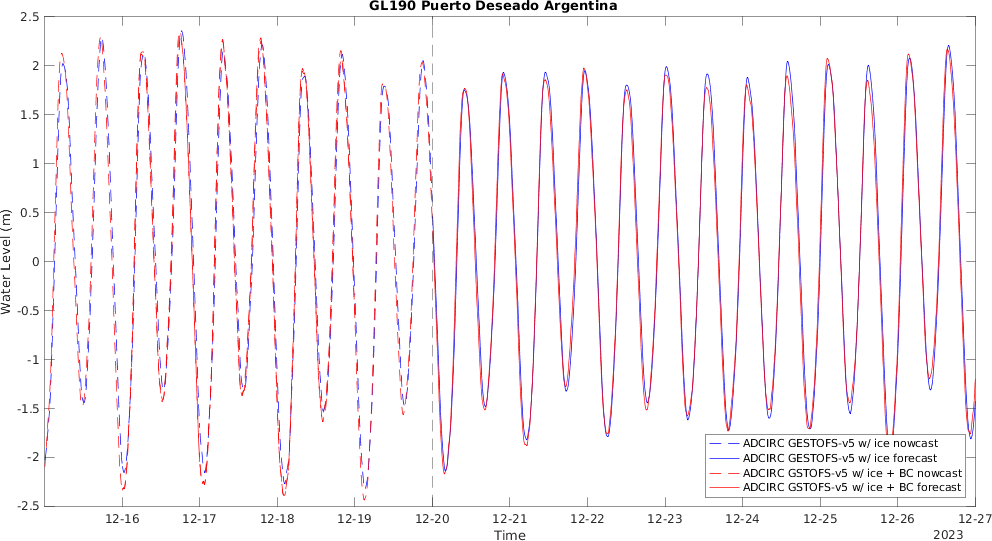 GL190 Puerto Deseado Argentina
2.5
2
1.5
1
0.5
0
-0.5
-1
-1.5
-2
-2.5
Water Level (m)
ADCIRC GESTOFS-v5 w/ ice nowcast
ADCIRC GESTOFS-v5 w/ ice forecast
ADCIRC GSTOFS-v5 w/ ice + BC nowcast
ADCIRC GSTOFS-v5 w/ ice + BC forecast
12-16 12-17 12-18 12-19 12-20 12-21 12-22 12-23 12-24 12-25 12-26 12-27
Time
2023